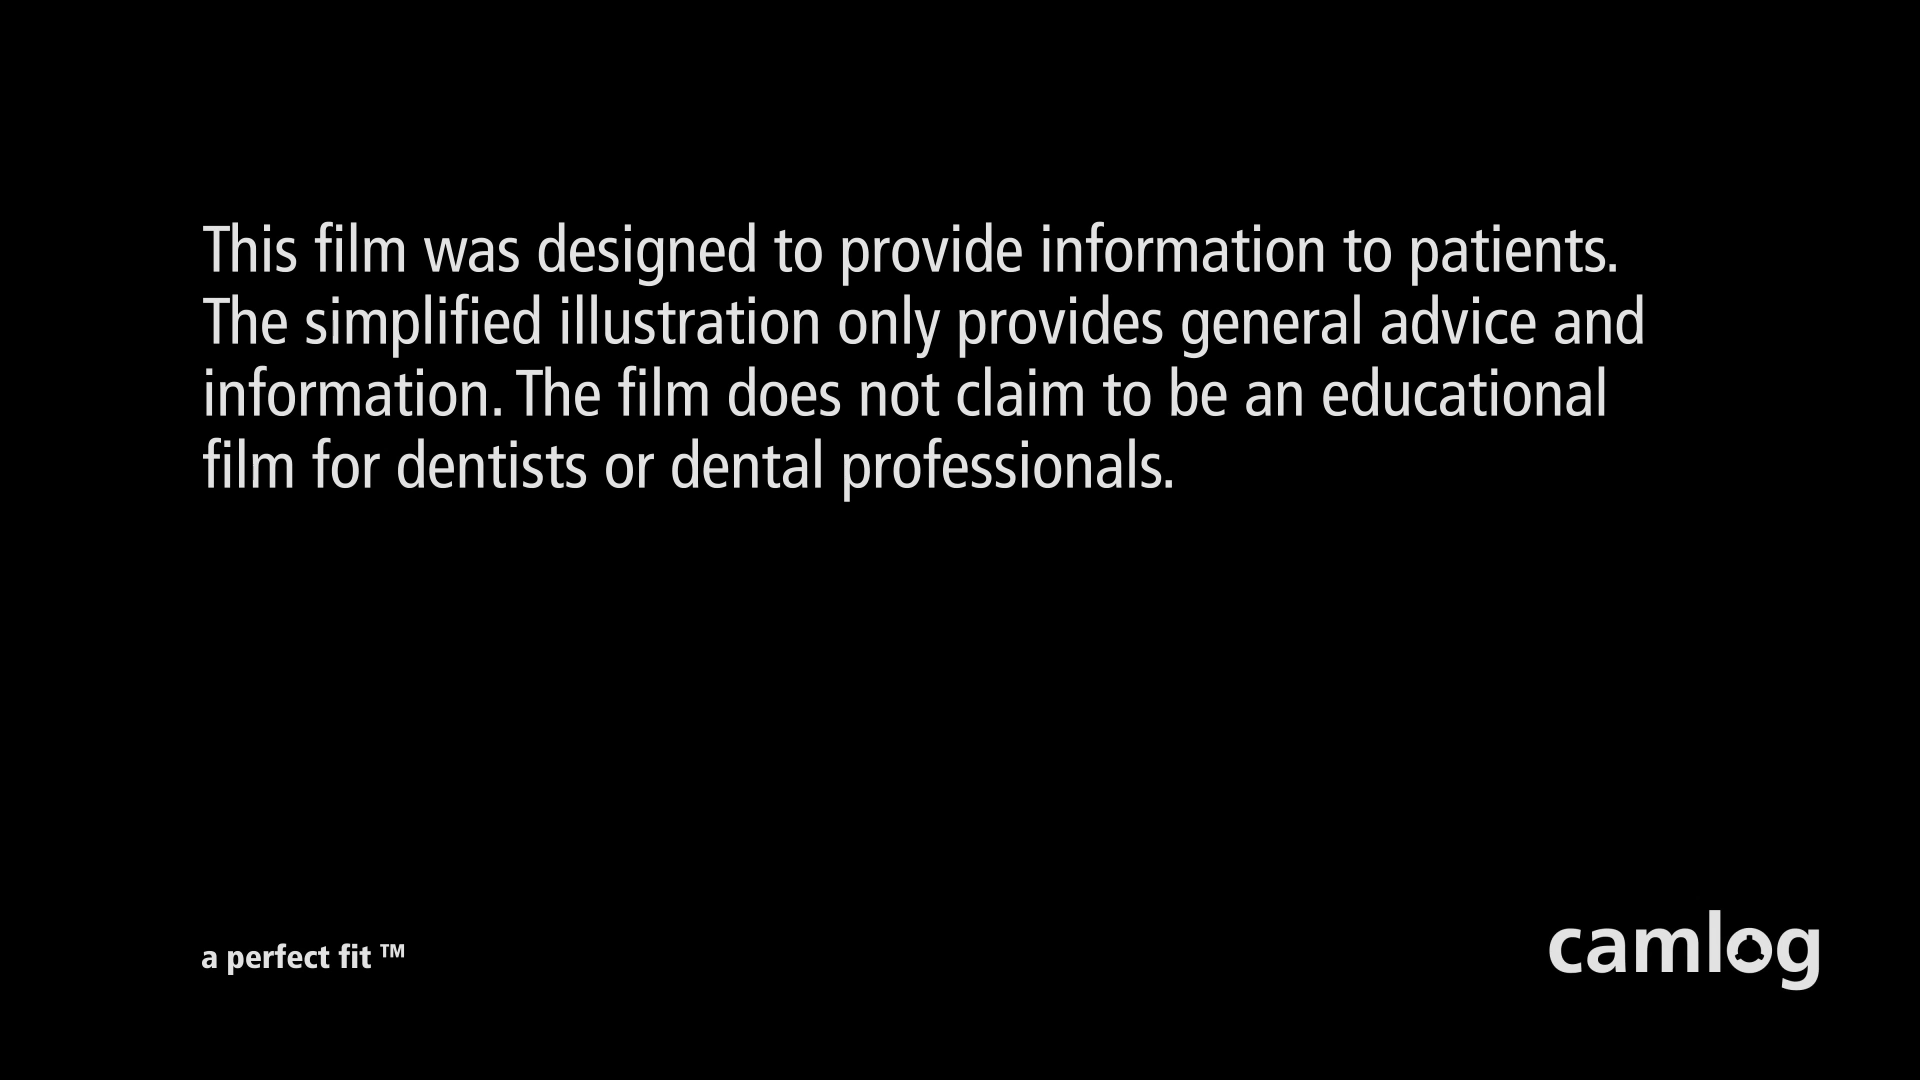 This film was designed to provide information to patients.
The simplified illustration only provides general advice and
information. The film does not claim to be an educational
film for dentists or dental professionals.
a perfect fit ™
camlog